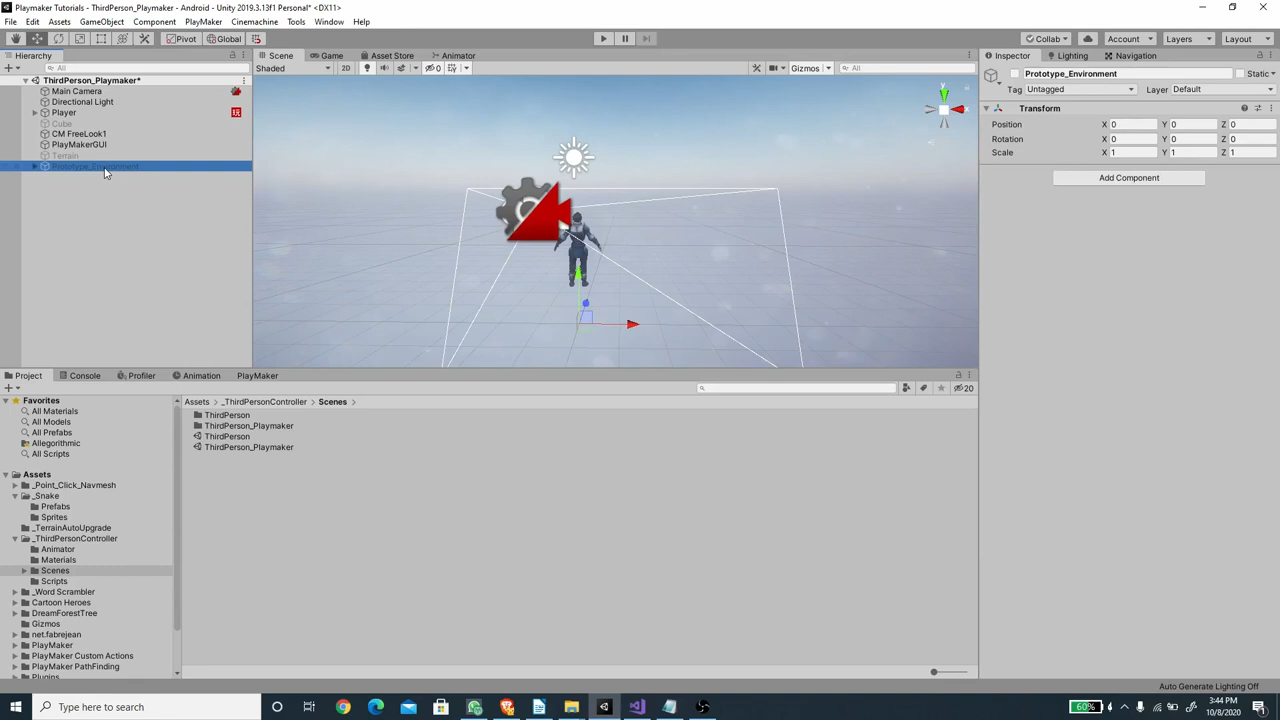 Playmaker Tutorials - ThirdPerson_Playmaker - Android - Unity 2019.3.13f1 Personal* <DX11>
File Edit Assets GameObject Component PlayMaker Cinemachine Tools Window Help
Pivot Global Collab Account Layers Layout
Hierarchy Scene Game Asset Store Animator Inspector Lighting Navigation
All Shaded 2D 0 Gizmos All Prototype_Environment Static
ThirdPerson_Playmaker*
Tag Untagged Layer Default
Main Camera
Directional Light
Transform
Player
Cube
Position X 0 Y 0 Z 0
CM FreeLook1
Rotation X 0 Y 0 Z 0
PlayMakerGUI
Scale X 1 Y 1 Z 1
Terrain
Prototype_Environment
Add Component
y
x
Project Console Profiler Animation PlayMaker
20
Favorites
All Materials
All Models
All Prefabs
Allegorithmic
All Scripts
Assets
_Point_Click_Navmesh
_Snake
Prefabs
Sprites
_TerrainAutoUpgrade
_ThirdPersonController
Animator
Materials
Scenes
Scripts
_Word Scrambler
Cartoon Heroes
DreamForestTree
Gizmos
net.fabrejean
PlayMaker
PlayMaker Custom Actions
PlayMaker PathFinding
Plugins
Assets > _ThirdPersonController > Scenes >
ThirdPerson
ThirdPerson_Playmaker
ThirdPerson
ThirdPerson_Playmaker
Auto Generate Lighting Off
Type here to search
60%
3:44 PM
10/8/2020